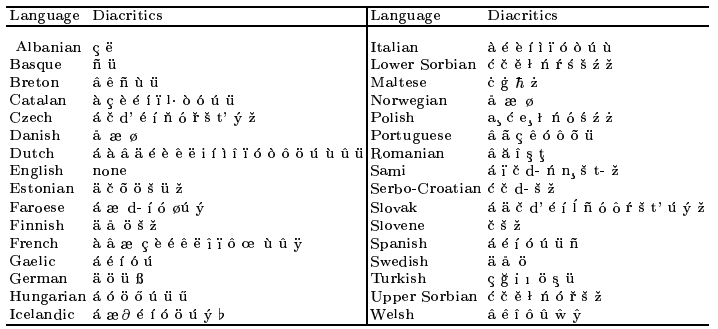 Language Diacritics Language Diacritics
Albanian ç ë Italian à é è í ì ï ó ò ú ù
Basque ñ ü Lower Sorbian ć č ě ł ń ŕ ś š ź ž
Breton â ê ñ ù ü Maltese ċ ġ ħ ż
Catalan à ç è é í ï l· ò ó ú ü Norwegian å æ ø
Czech á č d' é í ň ó ř š t' ý ž Polish a̧ ć ȩ ł ń ó ś ź ż
Danish å æ ø Portuguese â ã ç ê ó ô õ ü
Dutch á à â ä é è ê ë i í ì î ï ó ò ô ö ú ù û ü Romanian â ă î ş ţ
English none Sami á ï č d- ń n̦ š t- ž
Estonian ä č õ ö š ü ž Serbo-Croatian ć č d- š ž
Faroese á æ d- í ó ø ú ý Slovak á ä č d' é í ĺ ñ ó ô ŕ š t' ú ý ž
Finnish ä å ö š ž Slovene č š ž
French à â æ ç è é ê ë î ï ô œ ù û ÿ Spanish á é í ó ú ü ñ
Gaelic á é í ó ú Swedish ä å ö
German ä ö ü ß Turkish ç ğ i ı ö ş ü
Hungarian á ó ö ő ú ü ű Upper Sorbian ć č ě ł ń ó ř š ž
Icelandic á æ ∂ é í ó ö ú ý ♭ Welsh â ê î ô û ŵ ŷ